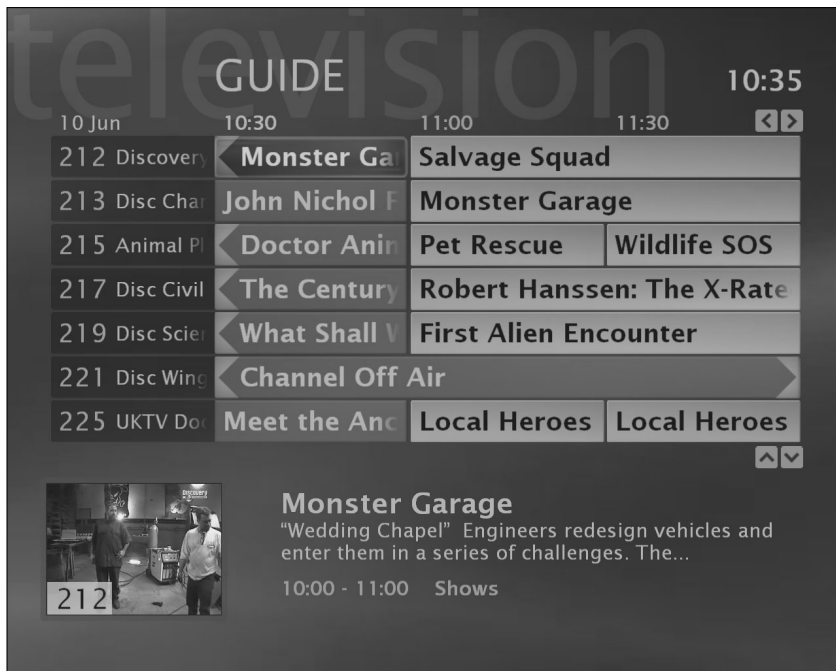 television
GUIDE
10:35
10 Jun 10:30 11:00 11:30
212 Discovery Monster Ga Salvage Squad
213 Disc Char John Nichol Monster Garage
215 Animal Pl Doctor Anim Pet Rescue Wildlife SOS
217 Disc Civil The Century Robert Hanssen: The X-Rate
219 Disc Scien What Shall First Alien Encounter
221 Disc Wing Channel Off Air
225 UKTV Doc Meet the Anc Local Heroes Local Heroes
Monster Garage
“Wedding Chapel” Engineers redesign vehicles and
enter them in a series of challenges. The...
10:00 - 11:00 Shows
Discovery
212